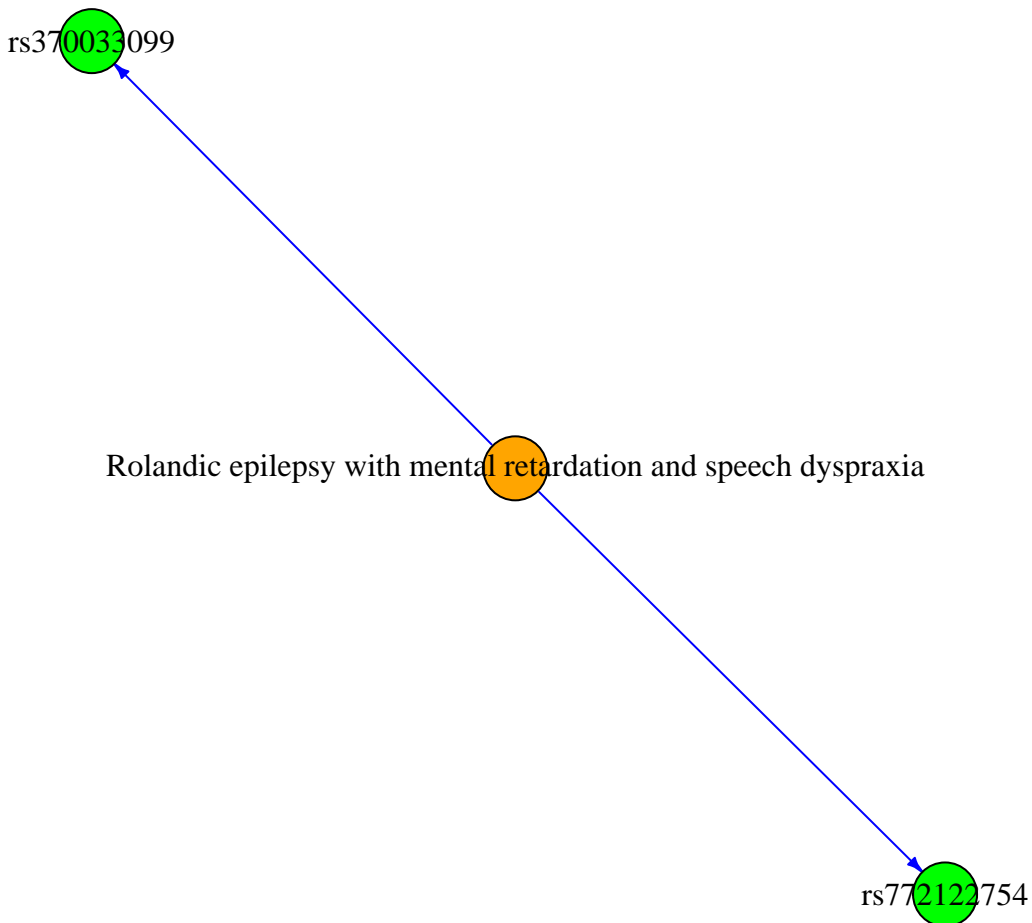 rs370033099
Rolandic epilepsy with mental retardation and speech dyspraxia
rs772122754